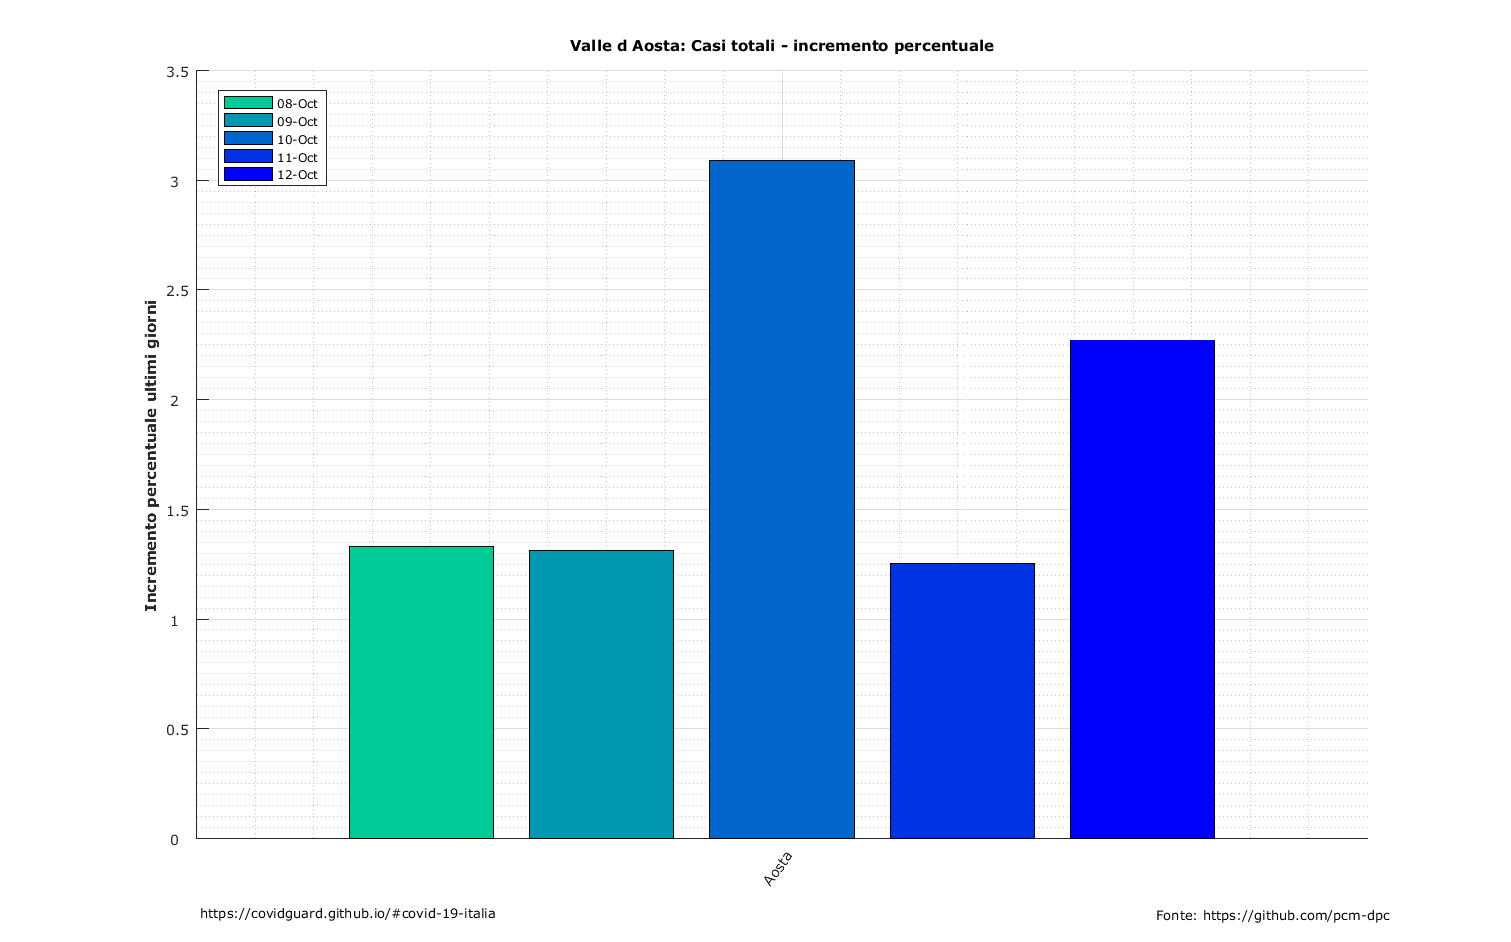 Valle d Aosta: Casi totali - incremento percentuale
3.5
3
2.5
2
1.5
1
0.5
0
Incremento percentuale ultimi giorni
08-Oct
09-Oct
10-Oct
11-Oct
12-Oct
Aosta
https://covidguard.github.io/#covid-19-italia
Fonte: https://github.com/pcm-dpc